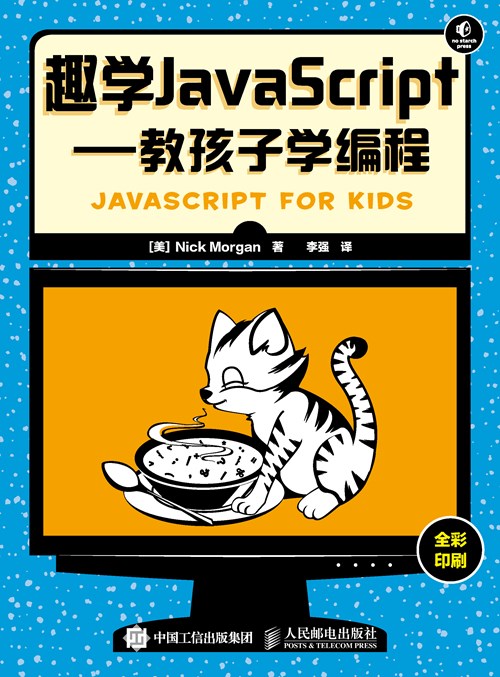 no starch
press
趣学JavaScript
—教孩子学编程
JAVASCRIPT FOR KIDS
[美] Nick Morgan 著 李强 译
全彩
印刷
中国工信出版集团
人民邮电出版社
POSTS & TELECOM PRESS